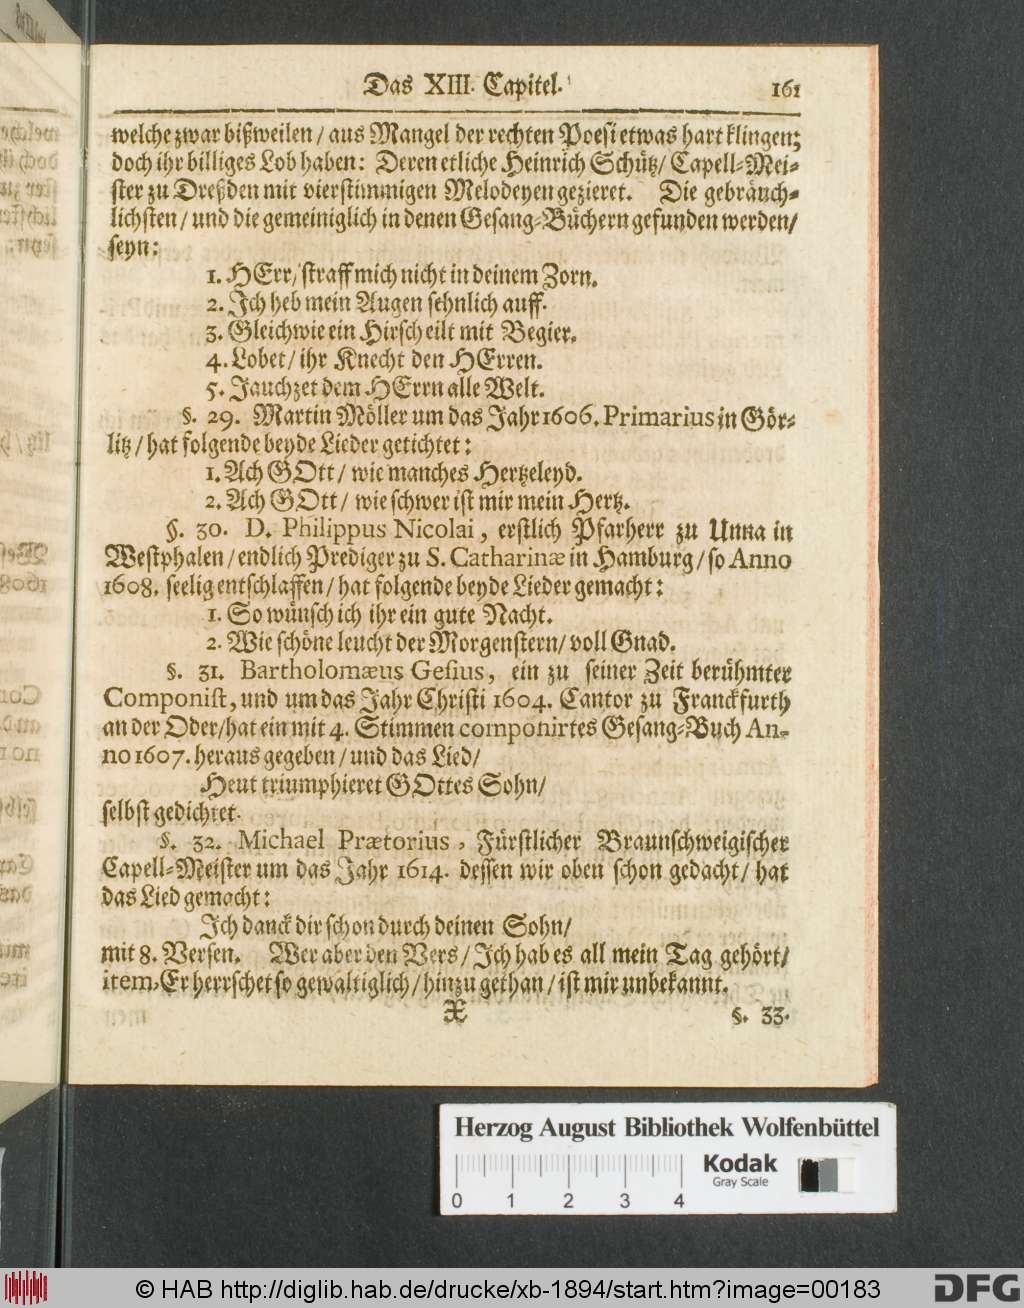 Das XIII. Capitel.
161
welche zwar bißweilen / aus Mangel der rechten Poesi etwas hart klingen;
doch ihr billiges Lob haben: Deren etliche Heinrich Schütz / Capell-Mei-
ster zu Dreßden mit vierstimmigen Melodeyen gezieret. Die gebräuch-
lichsten / und die gemeiniglich in denen Gesang-Büchern gefunden werden /
seyn:
1. HErr / straff mich nicht in deinem Zorn.
2. Ich heb mein Augen sehnlich auff.
3. Gleichwie ein Hirsch eilt mit Begier.
4. Lobet / ihr Knecht den HErren.
5. Jauchzet dem HErrn alle Welt.
§. 29. Martin Möller um das Jahr 1606. Primarius in Gör-
litz / hat folgende beyde Lieder getichtet:
1. Ach GOtt / wie manches Hertzeleyd.
2. Ach GOtt / wie schwer ist mir mein Hertz.
§. 30. D. Philippus Nicolai, erstlich Pfarherr zu Unna in
Westphalen / endlich Prediger zu S. Catharinæ in Hamburg / so Anno
1608. seelig entschlaffen / hat folgende beyde Lieder gemacht:
1. So wünsch ich ihr ein gute Nacht.
2. Wie schöne leucht der Morgenstern / voll Gnad.
§. 31. Bartholomæus Gesius, ein zu seiner Zeit berühmter
Componist, und um das Jahr Christi 1604. Cantor zu Franckfurth
an der Oder / hat ein mit 4. Stimmen componirtes Gesang-Buch An-
no 1607. heraus gegeben / und das Lied /
Heut triumphieret GOttes Sohn /
selbst gedichtet.
§. 32. Michael Prætorius, Fürstlicher Braunschweigischer
Capell-Meister um das Jahr 1614. dessen wir oben schon gedacht / hat
das Lied gemacht:
Ich danck dir schon durch deinen Sohn /
mit 8. Versen. Wer aber den Vers / Ich hab es all mein Tag gehört /
item, Er herrschet so gewaltiglich / hinzu gethan / ist mir unbekannt.
X
§. 33.
Herzog August Bibliothek Wolfenbüttel
Kodak
Gray Scale
0 1 2 3 4
© HAB http://diglib.hab.de/drucke/xb-1894/start.htm?image=00183
DFG